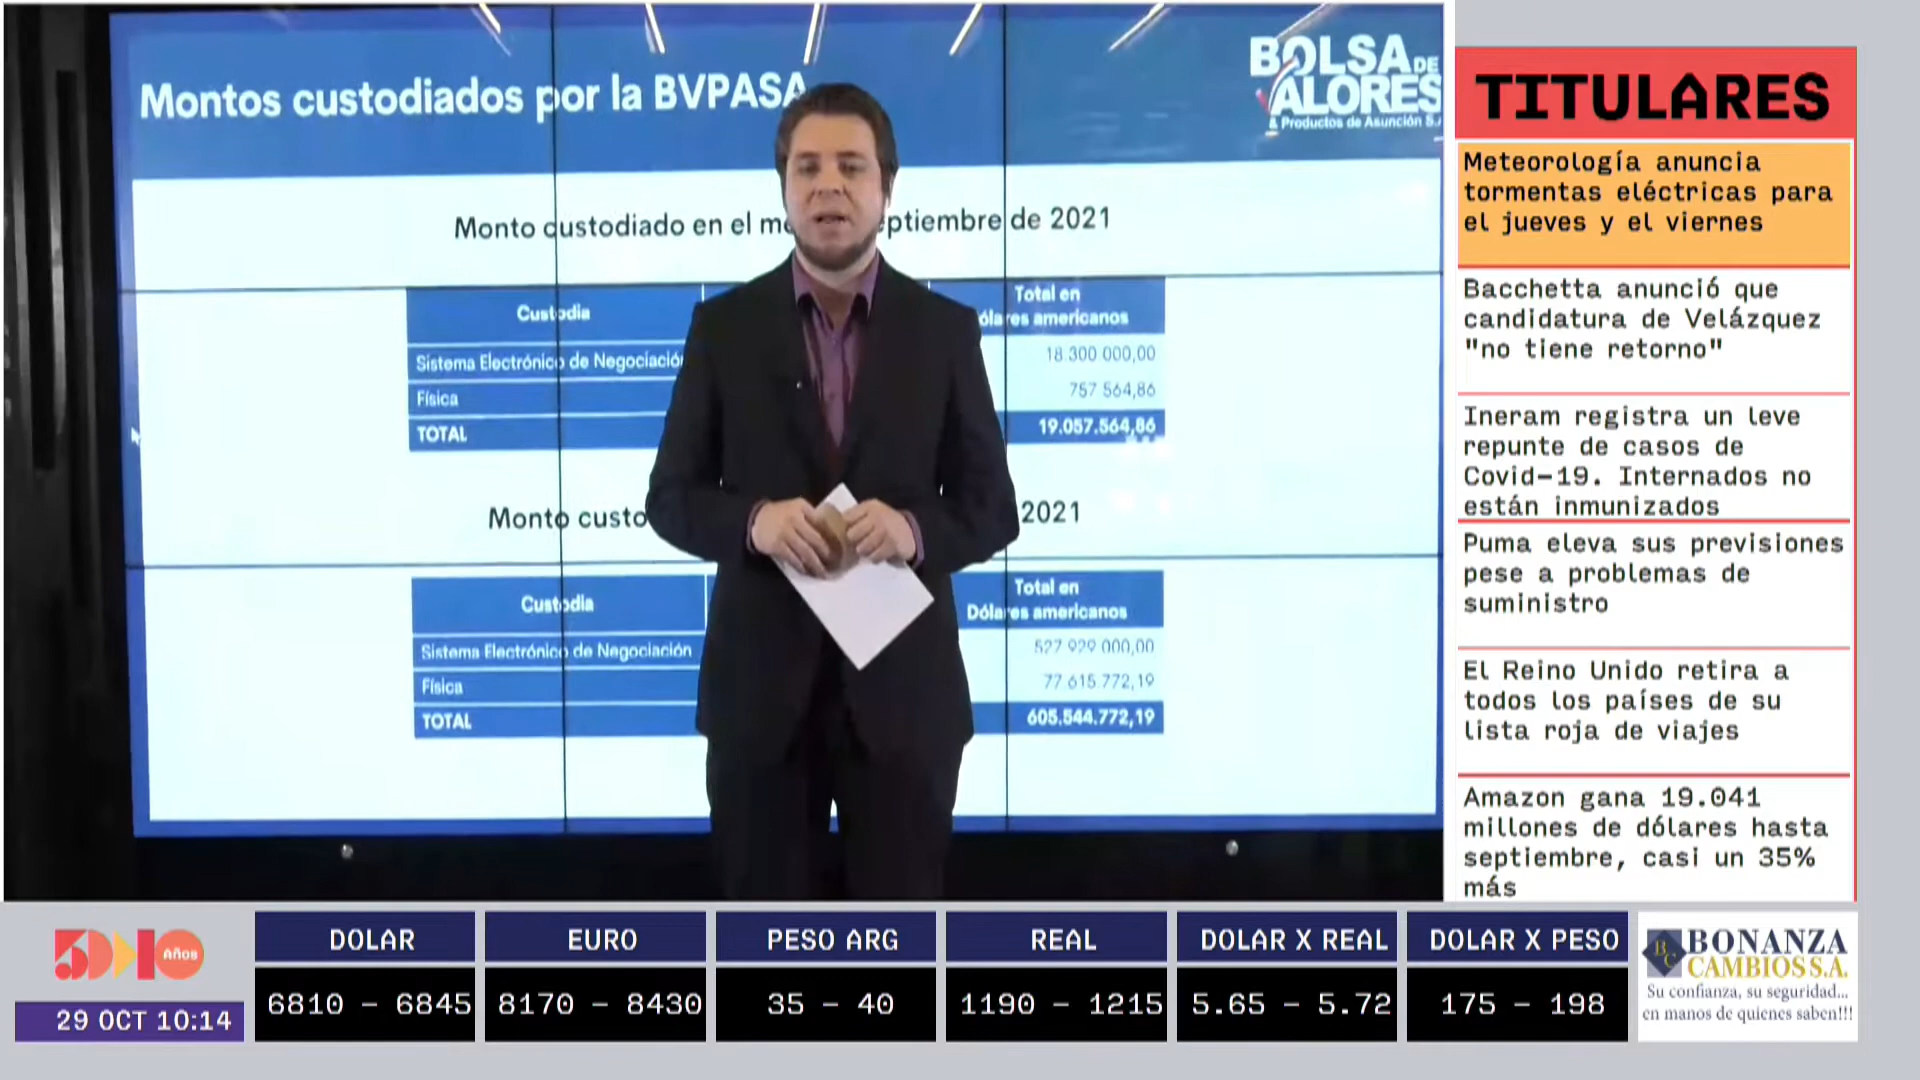 Montos custodiados por la BVPASA
BOLSA DE
VALORES
& Productos de Asunción S.A
Monto custodiado en el
septiembre de 2021
Custodia
Total en
Dólares americanos
Sistema Electrónico de Negociación
18 300 000,00
Física
757 564,86
TOTAL
19.057.564,86
Monto custo
2021
Custodia
Total en
Dólares americanos
Sistema Electrónico de Negociación
527 929 000,00
Física
77 615 772,19
TOTAL
605.544.772,19
TITULARES
Meteorología anuncia
tormentas eléctricas para
el jueves y el viernes
Bacchetta anunció que
candidatura de Velázquez
"no tiene retorno"
Ineram registra un leve
repunte de casos de
Covid-19. Internados no
están inmunizados
Puma eleva sus previsiones
pese a problemas de
suministro
El Reino Unido retira a
todos los países de su
lista roja de viajes
Amazon gana 19.041
millones de dólares hasta
septiembre, casi un 35%
más
5D▶10 Años
29 OCT 10:14
DOLAR
6810 - 6845
EURO
8170 - 8430
PESO ARG
35 - 40
REAL
1190 - 1215
DOLAR X REAL
5.65 - 5.72
DOLAR X PESO
175 - 198
BC BONANZA
CAMBIOS S.A.
Su confianza, su seguridad...
en manos de quienes saben!!!